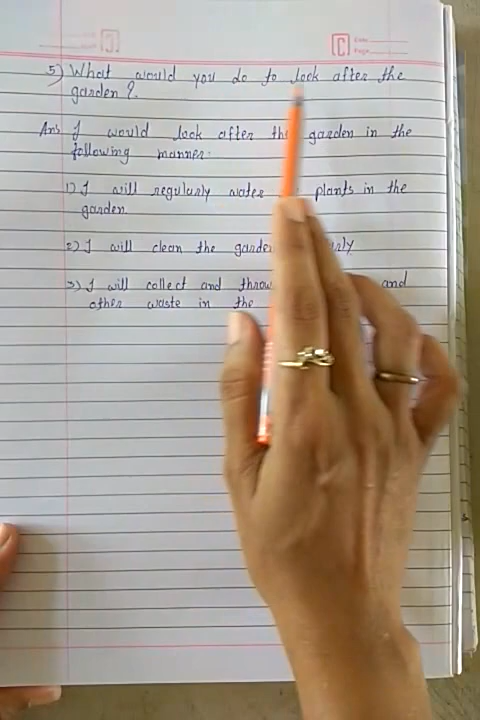 5) What would you do to look after the
garden?
Ans I would look after the garden in the
following manner:
1) I will regularly water plants in the
garden.
2) I will clean the garden
3) I will collect and throw and
other waste in the